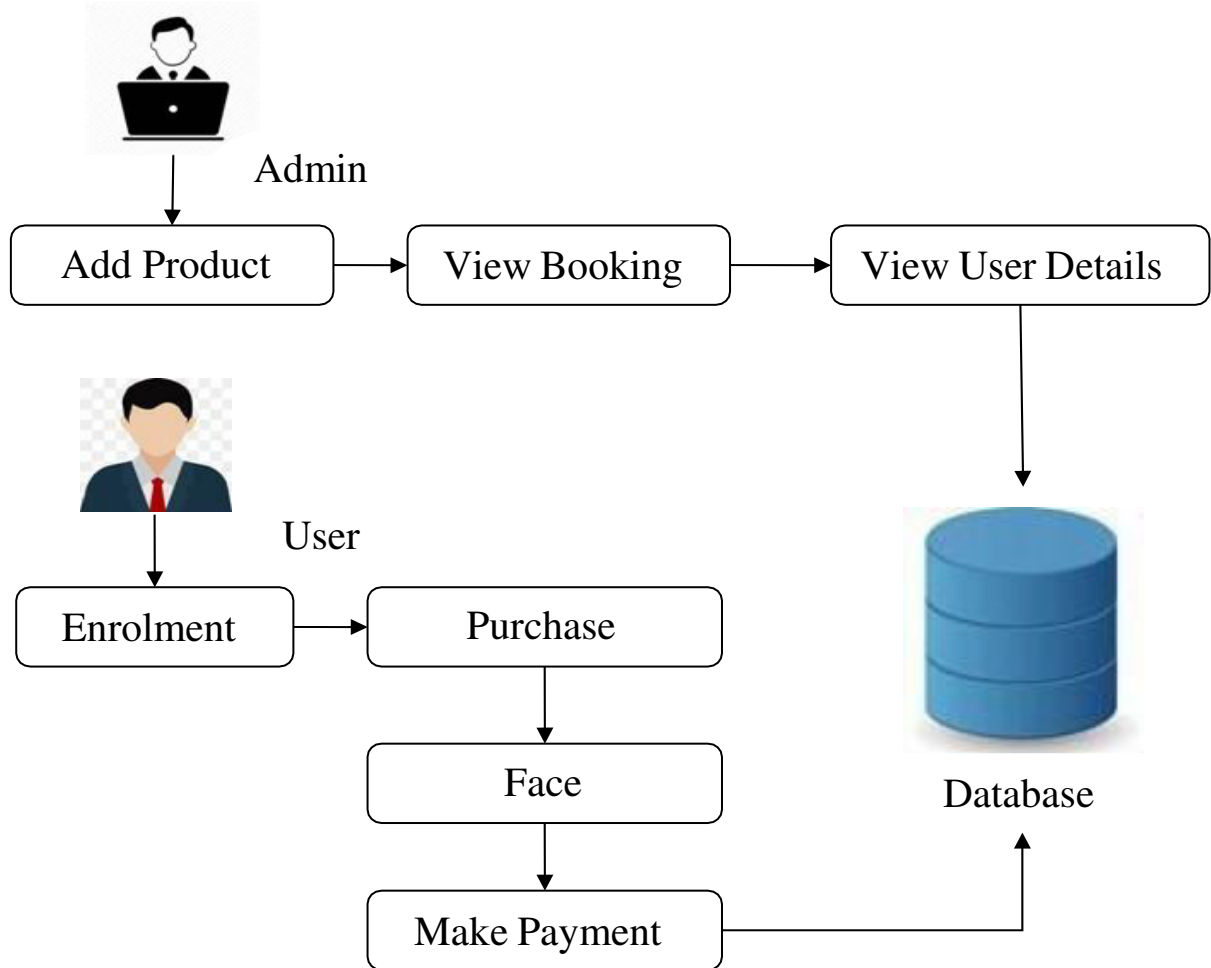 Admin
Add Product
View Booking
View User Details
User
Enrolment
Purchase
Face
Database
Make Payment